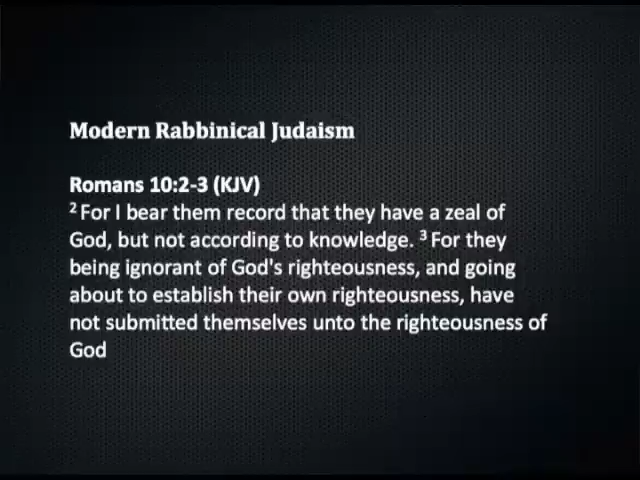 Modern Rabbinical Judaism
Romans 10:2-3 (KJV)
² For I bear them record that they have a zeal of
God, but not according to knowledge. ³ For they
being ignorant of God's righteousness, and going
about to establish their own righteousness, have
not submitted themselves unto the righteousness of
God